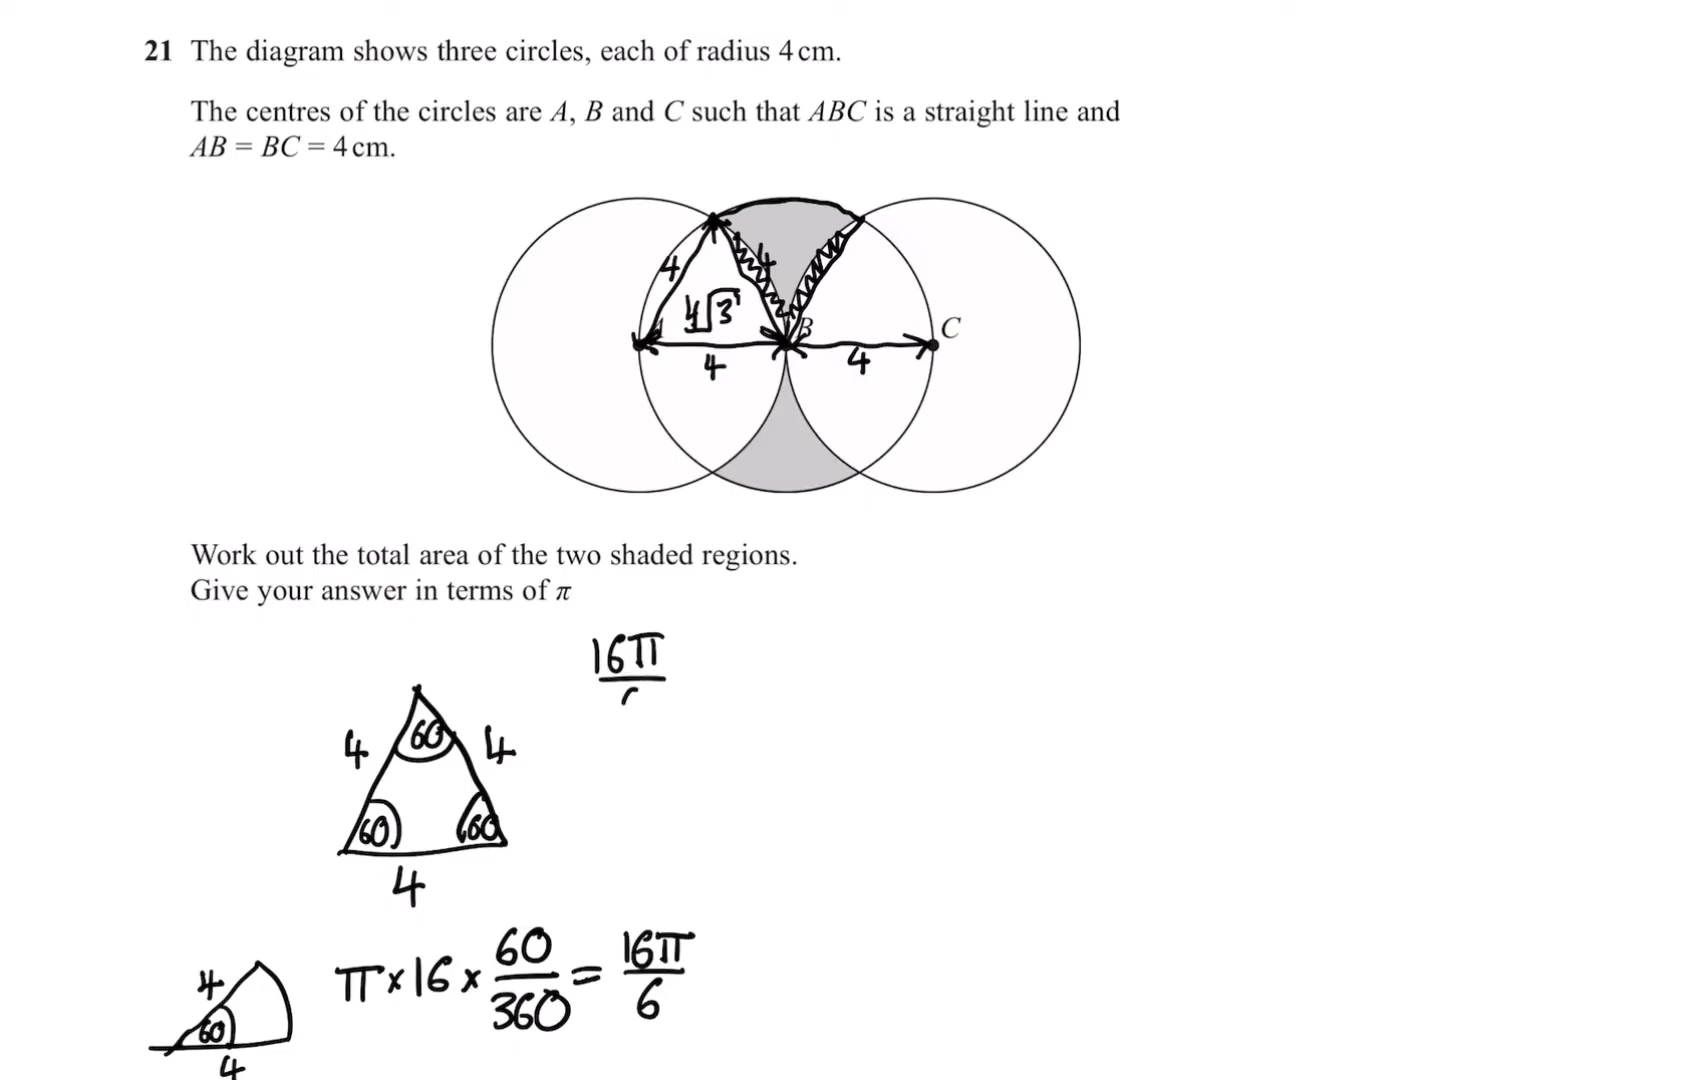 21 The diagram shows three circles, each of radius 4 cm.
The centres of the circles are A, B and C such that ABC is a straight line and
AB = BC = 4 cm.
4
4
4√3
B
C
4
4
Work out the total area of the two shaded regions.
Give your answer in terms of π
16π
60
4
4
60
60
4
π×16×60/360=16π/6
4
60
4